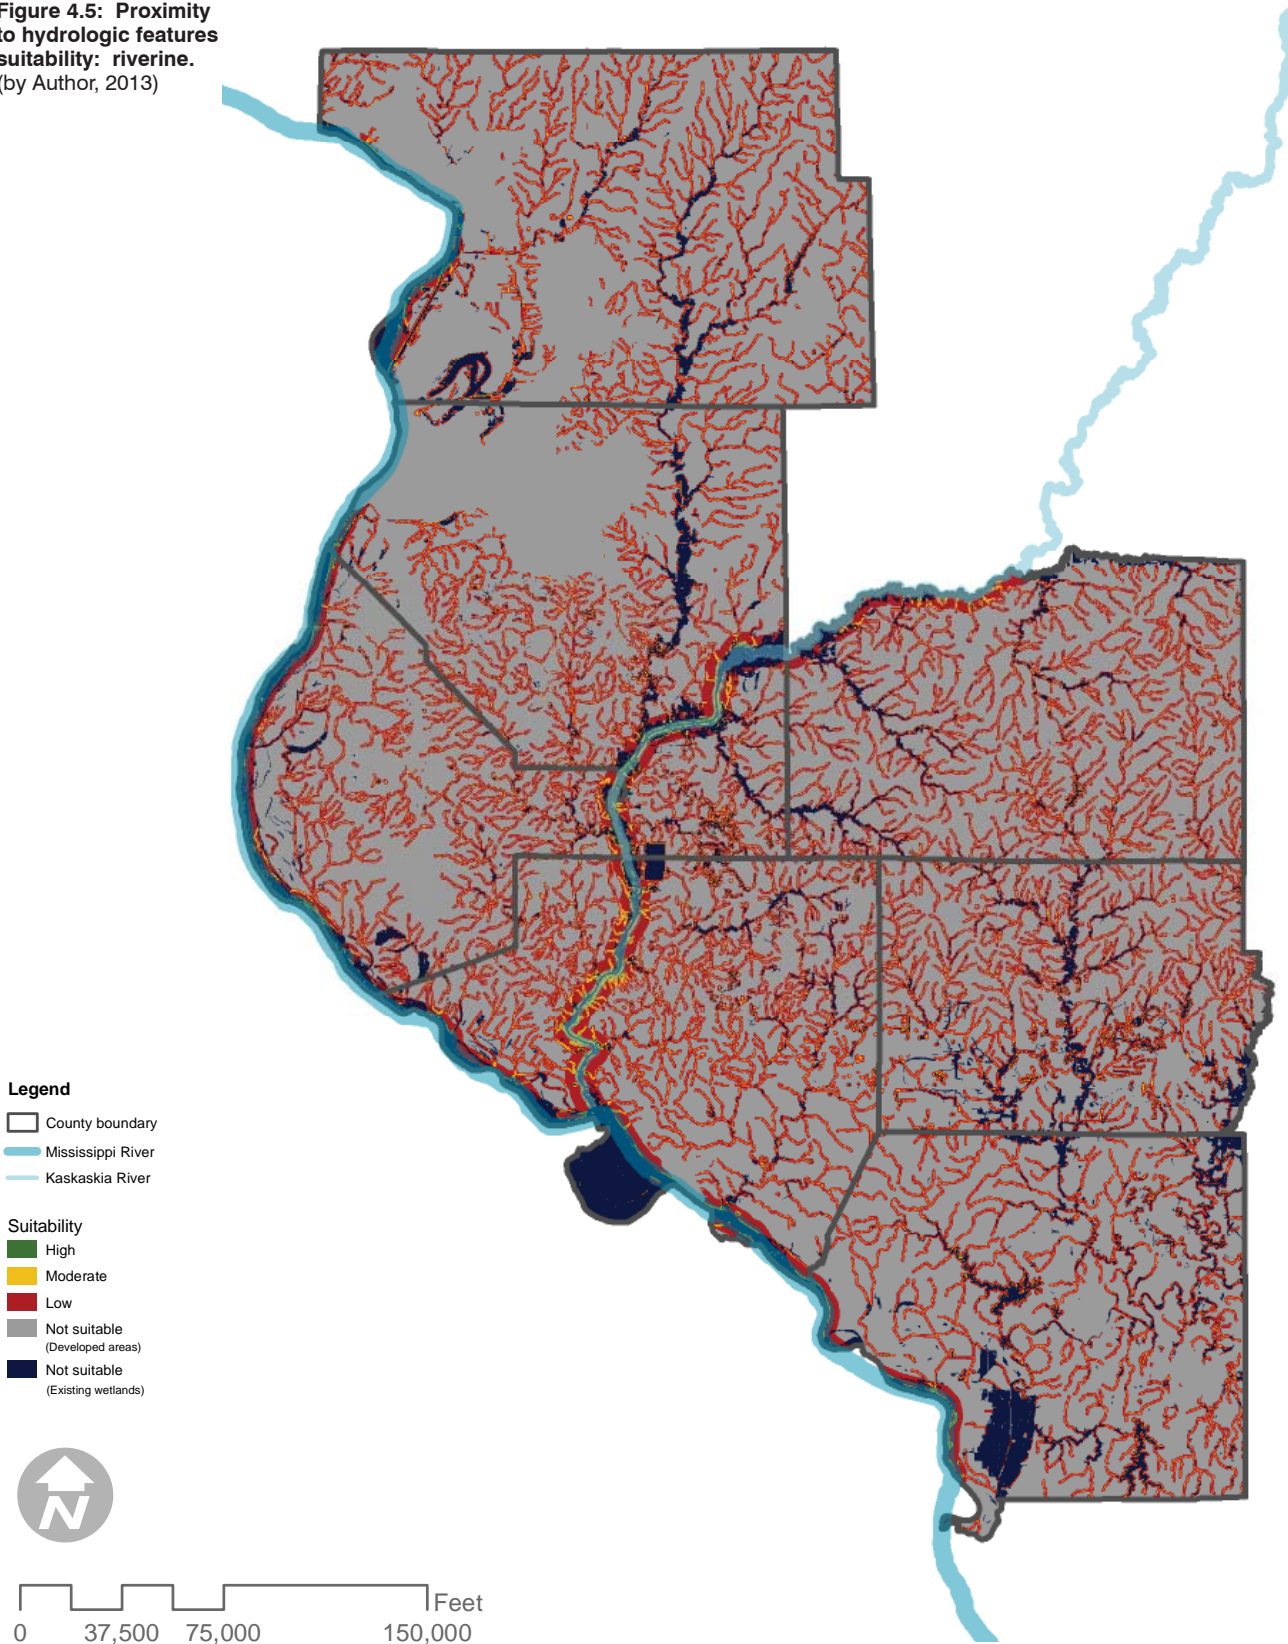 Figure 4.5:  Proximity
to hydrologic features
suitability:  riverine.
(by Author, 2013)
Legend
County boundary
Mississippi River
Kaskaskia River
Suitability
High
Moderate
Low
Not suitable
(Developed areas)
Not suitable
(Existing wetlands)
N
Feet
0 37,500 75,000 150,000